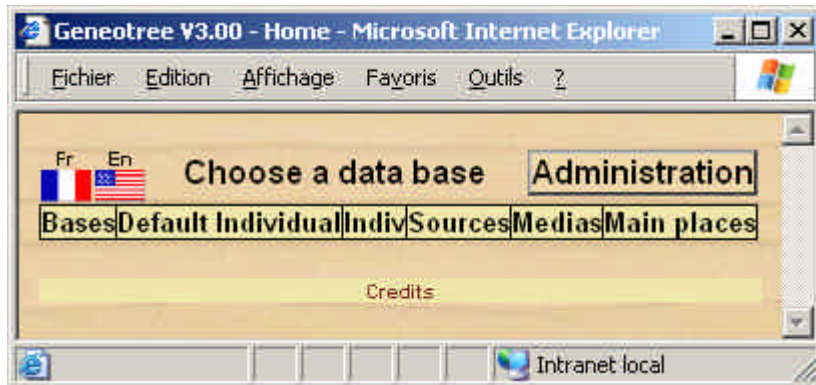 Geneotree V3.00 - Home - Microsoft Internet Explorer
Fichier Edition Affichage Favoris Outils ?
Fr En
Choose a data base Administration
Bases Default Individual Indiv Sources Medias Main places
Credits
Intranet local